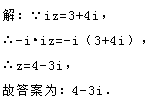 解：∵iz=3+4i，
∴-i•iz=-i（3+4i），
∴z=4-3i，
故答案为：4-3i．